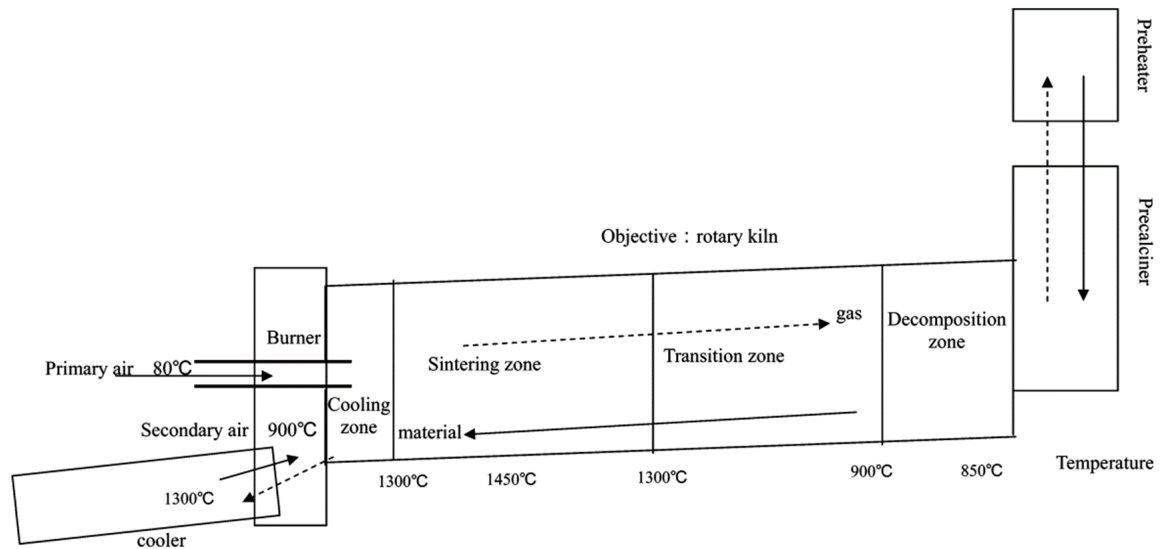 Preheater
Precalciner
Objective：rotary kiln
Burner
gas
Decomposition
zone
Sintering zone
Transition zone
Primary air 80℃
Cooling
zone
Secondary air 900℃
material
1300℃
1450℃
1300℃
900℃
850℃
Temperature
1300℃
cooler